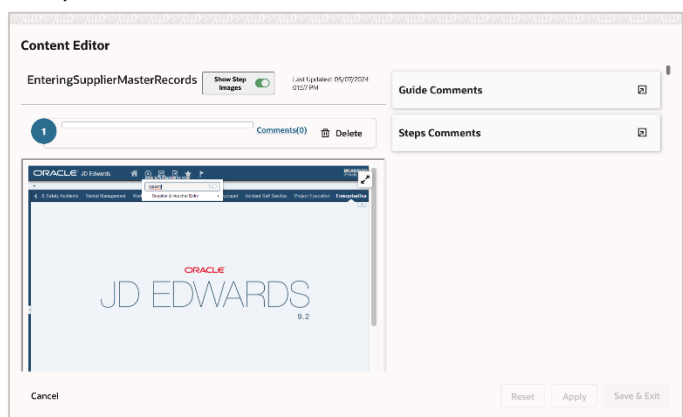 Content Editor
EnteringSupplierMasterRecords
Show Step
Images
Last Updated: 05/07/2024
01:57 PM
Guide Comments
1
Comments(0)
Delete
Steps Comments
ORACLE JD Edwards
Supplier & Voucher Entry
& Safety Incidents
Rental Management
Incident Self Service
Project Execution
ORACLE
JD EDWARDS
9.2
Cancel
Reset
Apply
Save & Exit